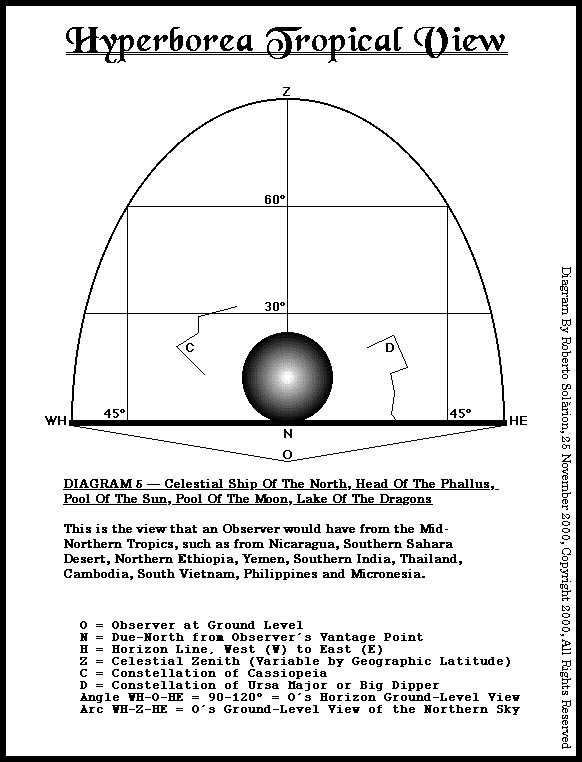 Hyperborea Tropical View
Z
60°
30°
C
D
WH
45°
45°
HE
N
O
DIAGRAM 5 — Celestial Ship Of The North, Head Of The Phallus,
Pool Of The Sun, Pool Of The Moon, Lake Of The Dragons
This is the view that an Observer would have from the Mid-
Northern Tropics, such as from Nicaragua, Southern Sahara
Desert, Northern Ethiopia, Yemen, Southern India, Thailand,
Cambodia, South Vietnam, Philippines and Micronesia.
O = Observer at Ground Level
N = Due-North from Observer's Vantage Point
H = Horizon Line, West (W) to East (E)
Z = Celestial Zenith (Variable by Geographic Latitude)
C = Constellation of Cassiopeia
D = Constellation of Ursa Major or Big Dipper
Angle WH-O-HE = 90-120° = O's Horizon Ground-Level View
Arc WH-Z-HE = O's Ground-Level View of the Northern Sky
Diagram By Roberto Solàrion, 25 November 2000, Copyright 2000, All Rights Reserved